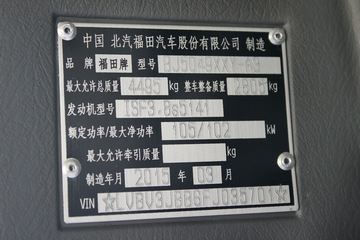 中国 北汽福田汽车股份有限公司 制造
品牌 福田牌 型号 BJ5049XXY-A9
最大允许总质量 4495 kg 整车整备质量 2805 kg
发动机型号 ISF3.8s5141
额定功率/最大净功率 105/102 kW
最大允许牵引质量 kg
制造年月 2015 年 09 月
VIN ☆LVBV3JBB6FJ035701☆